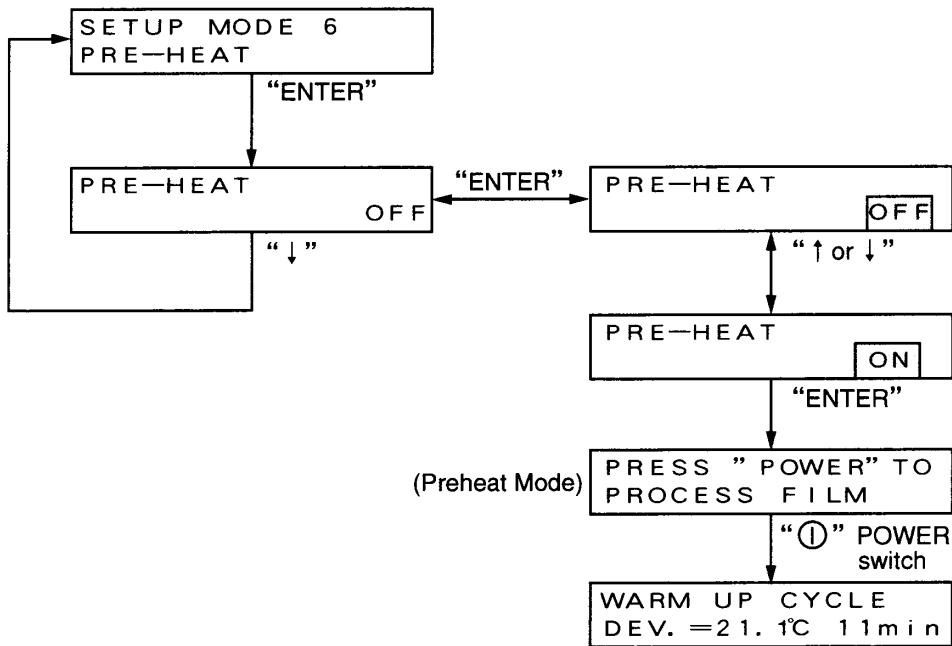 SETUP MODE 6
PRE—HEAT
“ENTER”
PRE—HEAT
OFF
“ENTER”
PRE—HEAT
OFF
“ ↓ ”
“ ↑ or ↓ ”
PRE—HEAT
ON
“ENTER”
(Preheat Mode)
PRESS ” POWER” TO
PROCESS FILM
“⏼” POWER
switch
WARM UP CYCLE
DEV. =21. 1℃ 11min